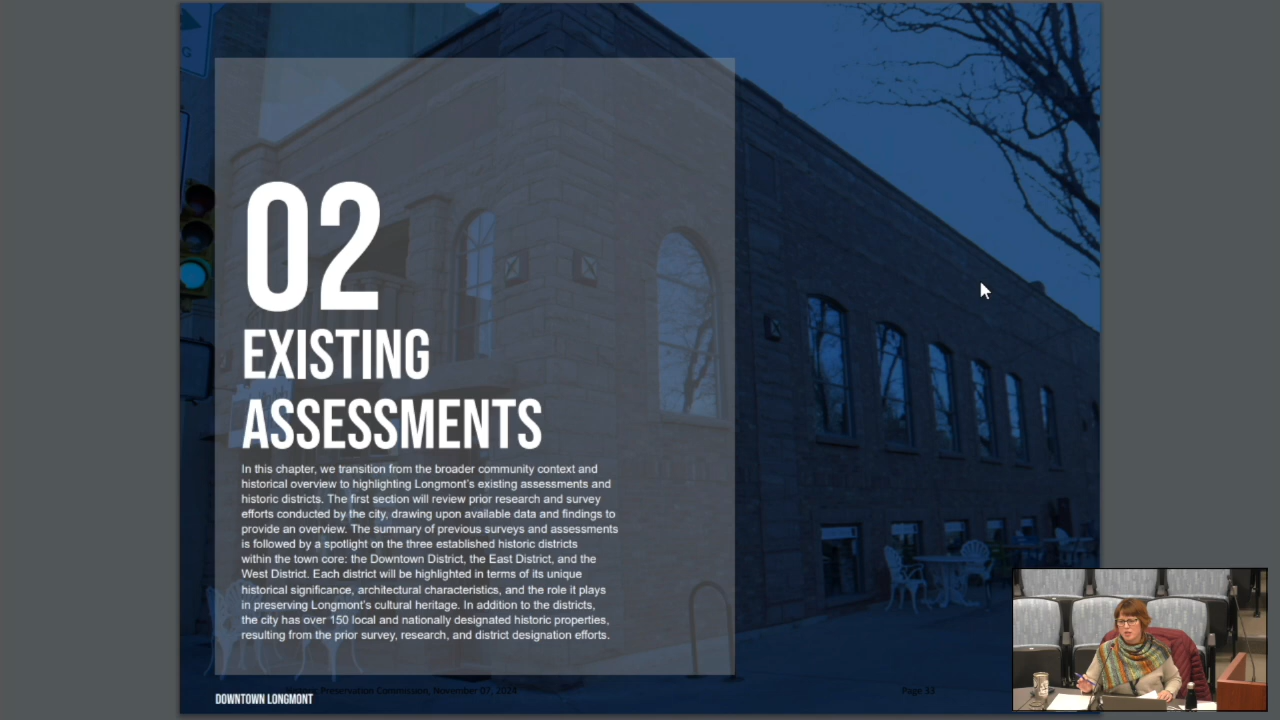 02
EXISTING
ASSESSMENTS
In this chapter, we transition from the broader community context and
historical overview to highlighting Longmont's existing assessments and
historic districts. The first section will review prior research and survey
efforts conducted by the city, drawing upon available data and findings to
provide an overview. The summary of previous surveys and assessments
is followed by a spotlight on the three established historic districts
within the town core: the Downtown District, the East District, and the
West District. Each district will be highlighted in terms of its unique
historical significance, architectural characteristics, and the role it plays
in preserving Longmont's cultural heritage. In addition to the districts,
the city has over 150 local and nationally designated historic properties,
resulting from the prior survey, research, and district designation efforts.
Preservation Commission, November 07, 2024
Page 33
DOWNTOWN LONGMONT